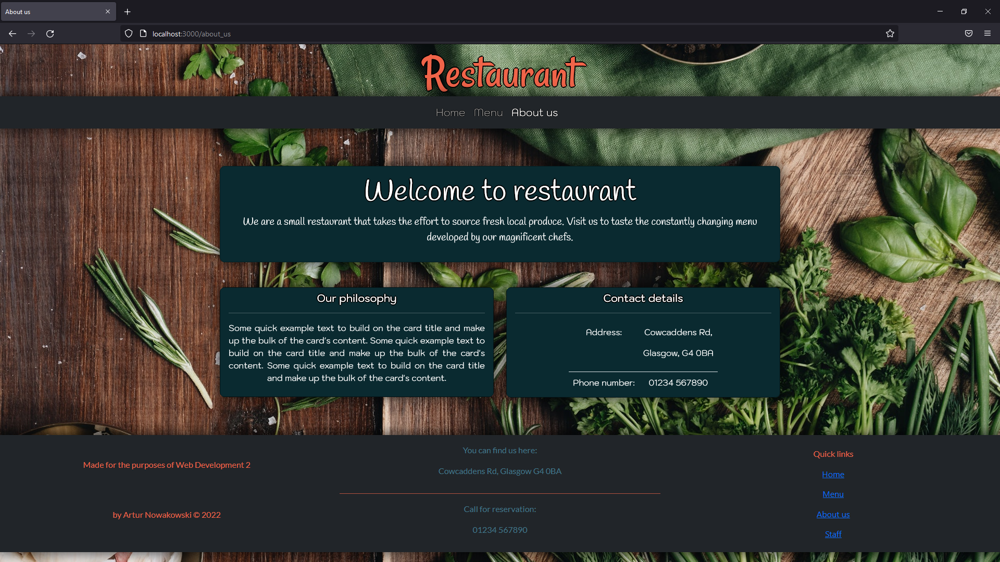 About us
localhost:3000/about_us
Restaurant
Home Menu About us
Welcome to restaurant
We are a small restaurant that takes the effort to source fresh local produce. Visit us to taste the constantly changing menu
developed by our magnificent chefs.
Our philosophy
Some quick example text to build on the card title and make
up the bulk of the card's content. Some quick example text to
build on the card title and make up the bulk of the card's
content. Some quick example text to build on the card title
and make up the bulk of the card's content.
Contact details
Address: Cowcaddens Rd,
Glasgow, G4 0BA
Phone number: 01234 567890
Made for the purposes of Web Development 2
by Artur Nowakowski © 2022
You can find us here:
Cowcaddens Rd, Glasgow G4 0BA
Call for reservation:
01234 567890
Quick links
Home
Menu
About us
Staff